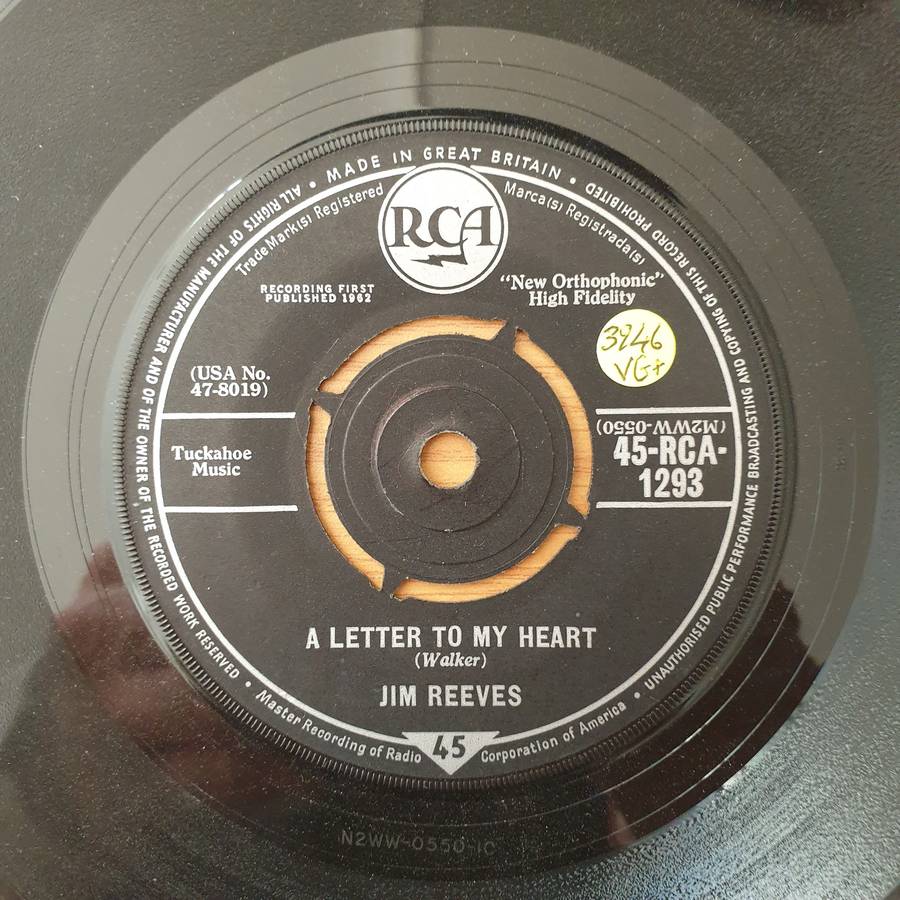 ALL RIGHTS OF THE MANUFACTURER AND OF THE OWNER OF THE RECORDED WORK RESERVED • MADE IN GREAT BRITAIN • UNAUTHORISED PUBLIC PERFORMANCE BROADCASTING AND COPYING OF THIS RECORD PROHIBITED
Trade Mark(s) Registered
RCA
Marca(s) Registrada(s)
RECORDING FIRST
PUBLISHED 1962
"New Orthophonic"
High Fidelity
3246
VG+
(USA No.
47-8019)
(M2WW-0550)
45-RCA-
1293
Tuckahoe
Music
A LETTER TO MY HEART
(Walker)
JIM REEVES
• Master Recording of Radio Corporation of America •
45
N2WW-0550-1C